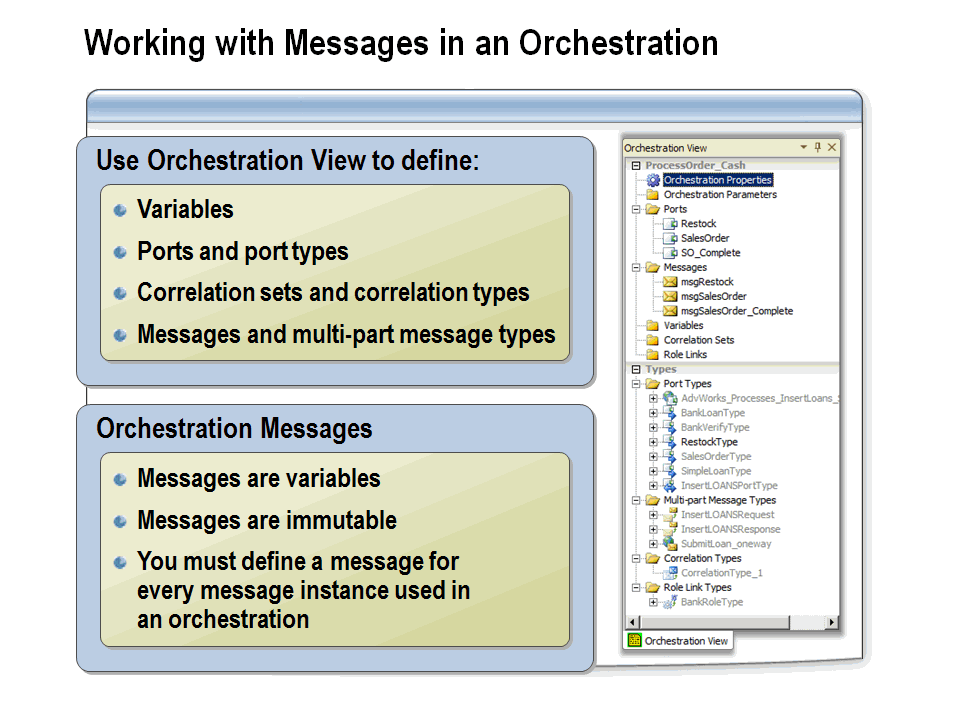 Working with Messages in an Orchestration
Use Orchestration View to define:
Variables
Ports and port types
Correlation sets and correlation types
Messages and multi-part message types
Orchestration Messages
Messages are variables
Messages are immutable
You must define a message for
every message instance used in
an orchestration
Orchestration View
ProcessOrder_Cash
Orchestration Properties
Orchestration Parameters
Ports
Restock
SalesOrder
SO_Complete
Messages
msgRestock
msgSalesOrder
msgSalesOrder_Complete
Variables
Correlation Sets
Role Links
Types
Port Types
AdvWorks_Processes_InsertLoans_
BankLoanType
BankVerifyType
RestockType
SalesOrderType
SimpleLoanType
InsertLOANSPortType
Multi-part Message Types
InsertLOANSRequest
InsertLOANSResponse
SubmitLoan_oneway
Correlation Types
CorrelationType_1
Role Link Types
BankRoleType
Orchestration View